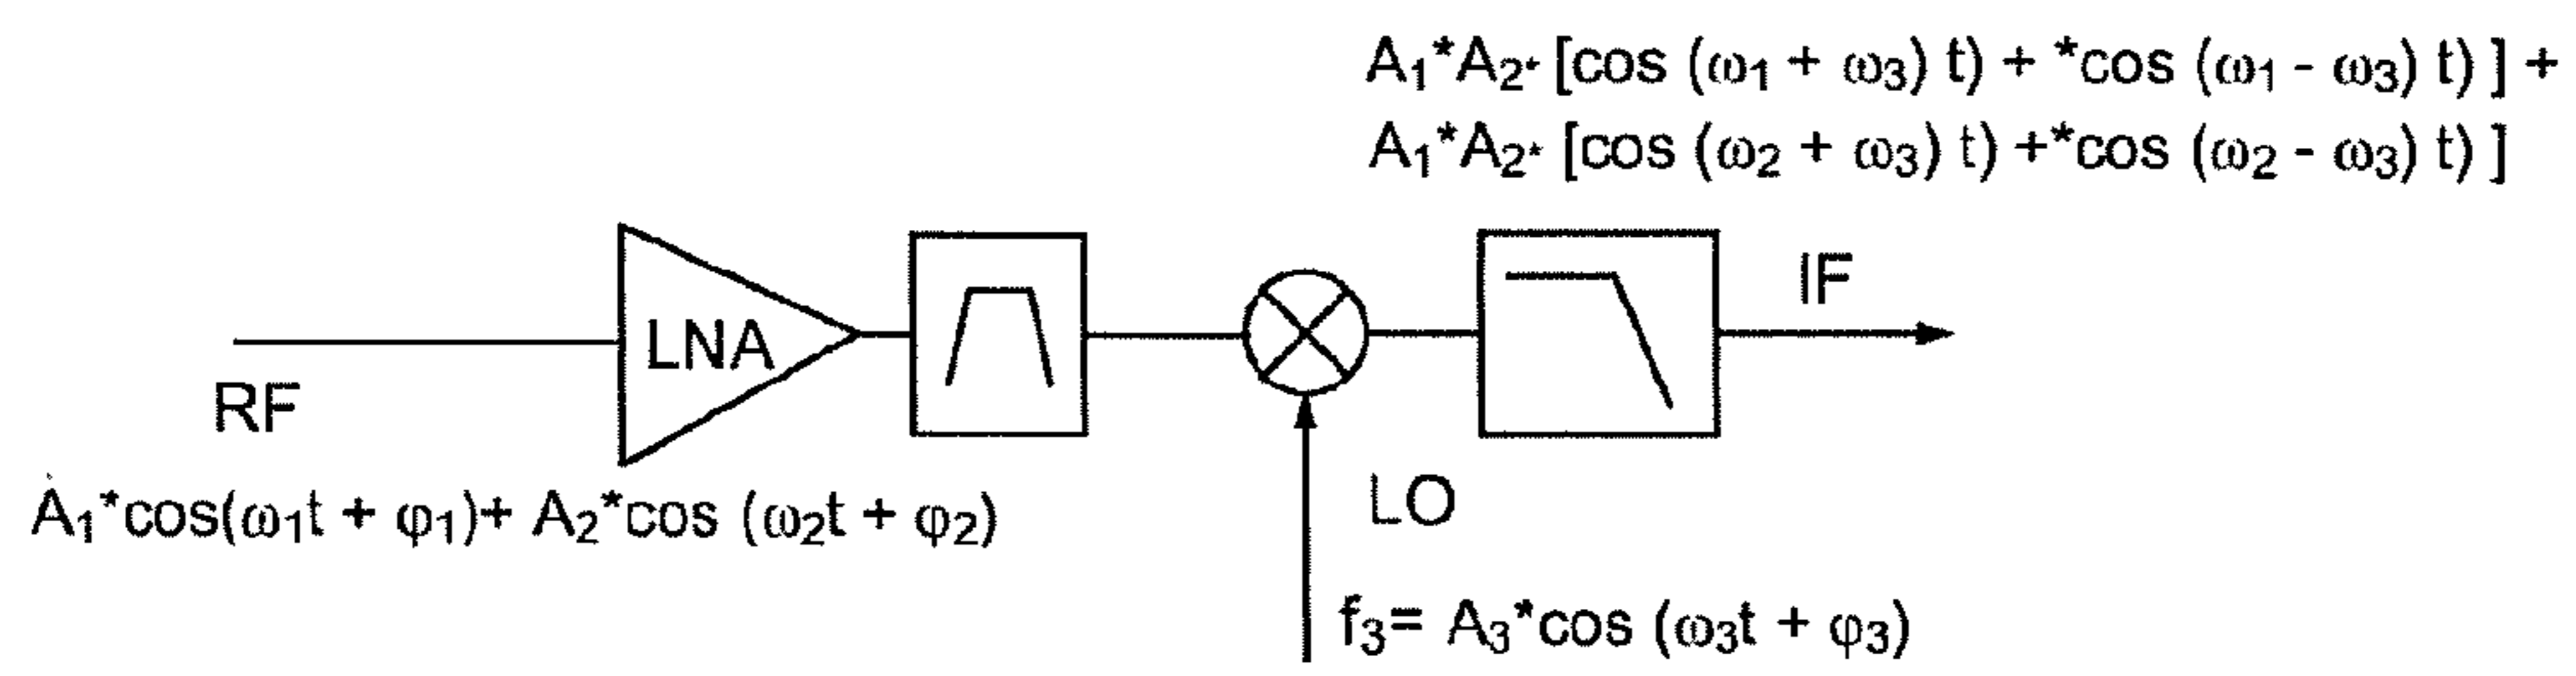 A₁*A₂* [cos (ω₁ + ω₃) t) + *cos (ω₁ - ω₃) t) ] +
A₁*A₂* [cos (ω₂ + ω₃) t) +*cos (ω₂ - ω₃) t) ]
IF
LNA
RF
LO
A₁*cos(ω₁t + φ₁)+ A₂*cos (ω₂t + φ₂)
f₃= A₃*cos (ω₃t + φ₃)